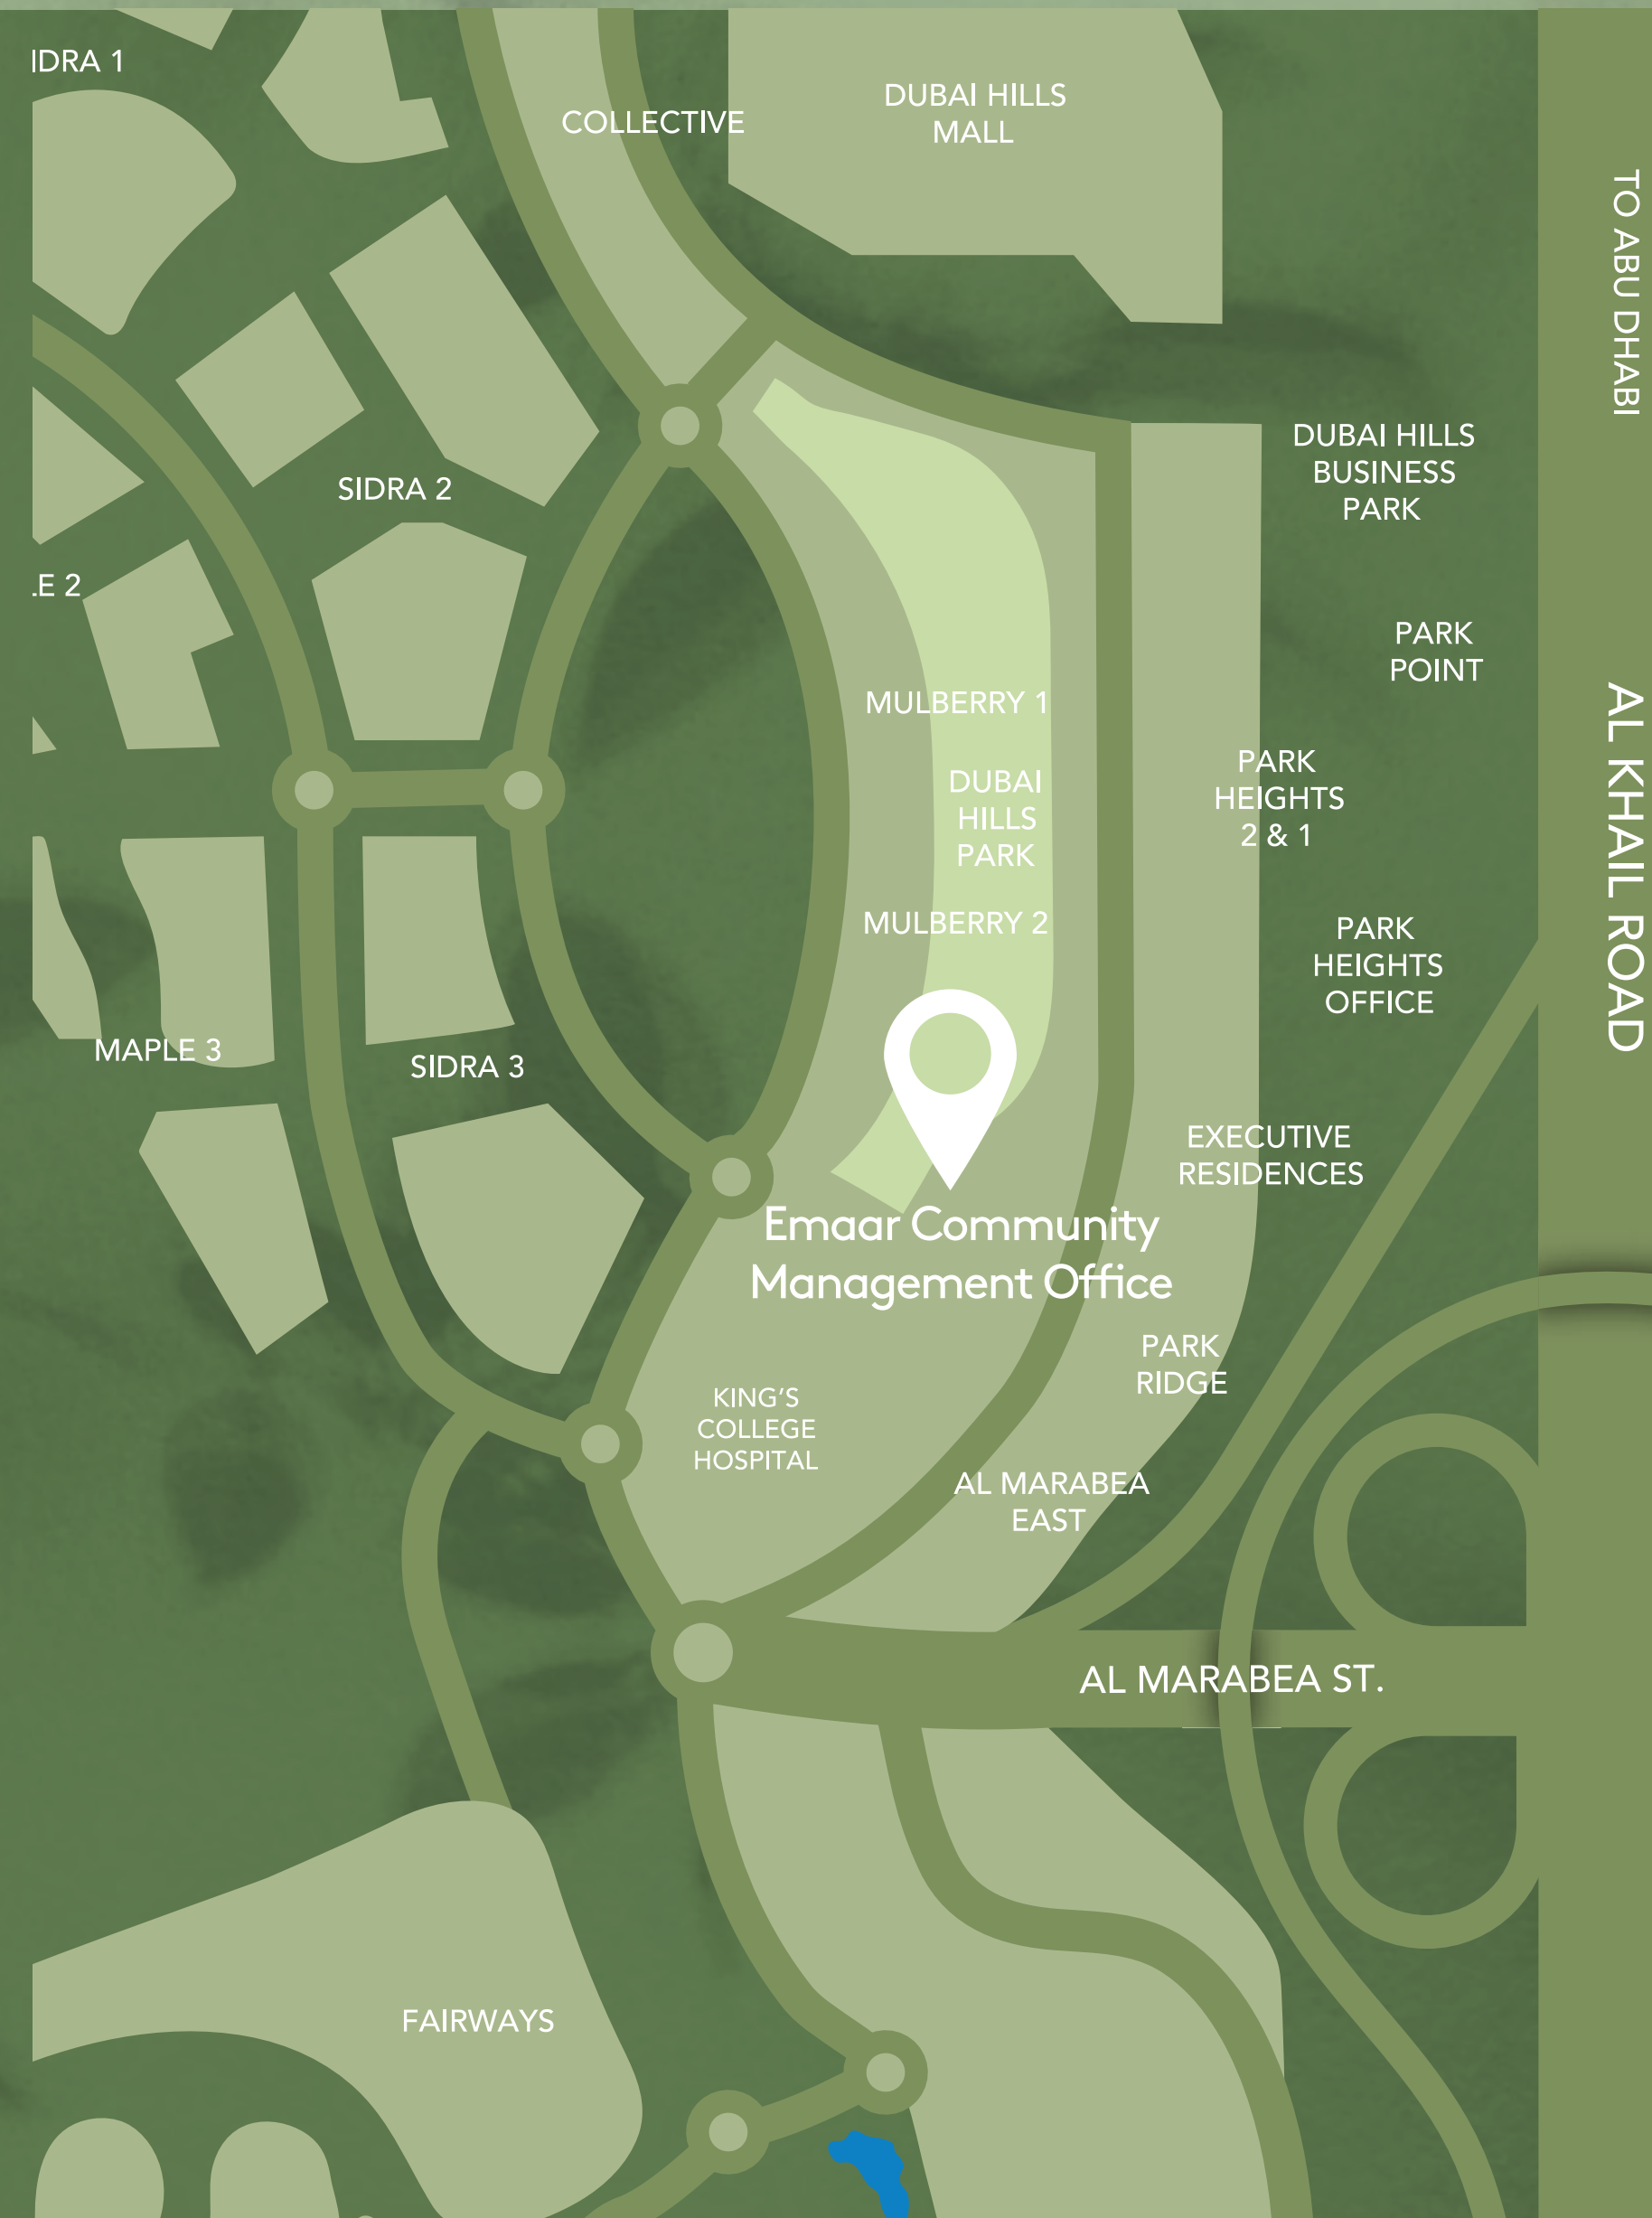 IDRA 1
COLLECTIVE
DUBAI HILLS
MALL
TO ABU DHABI
DUBAI HILLS
BUSINESS
PARK
SIDRA 2
.E 2
PARK
POINT
MULBERRY 1
AL KHAIL ROAD
DUBAI
HILLS
PARK
PARK
HEIGHTS
2 & 1
MULBERRY 2
PARK
HEIGHTS
OFFICE
MAPLE 3
SIDRA 3
EXECUTIVE
RESIDENCES
Emaar Community
Management Office
PARK
RIDGE
KING’S
COLLEGE
HOSPITAL
AL MARABEA
EAST
AL MARABEA ST.
FAIRWAYS